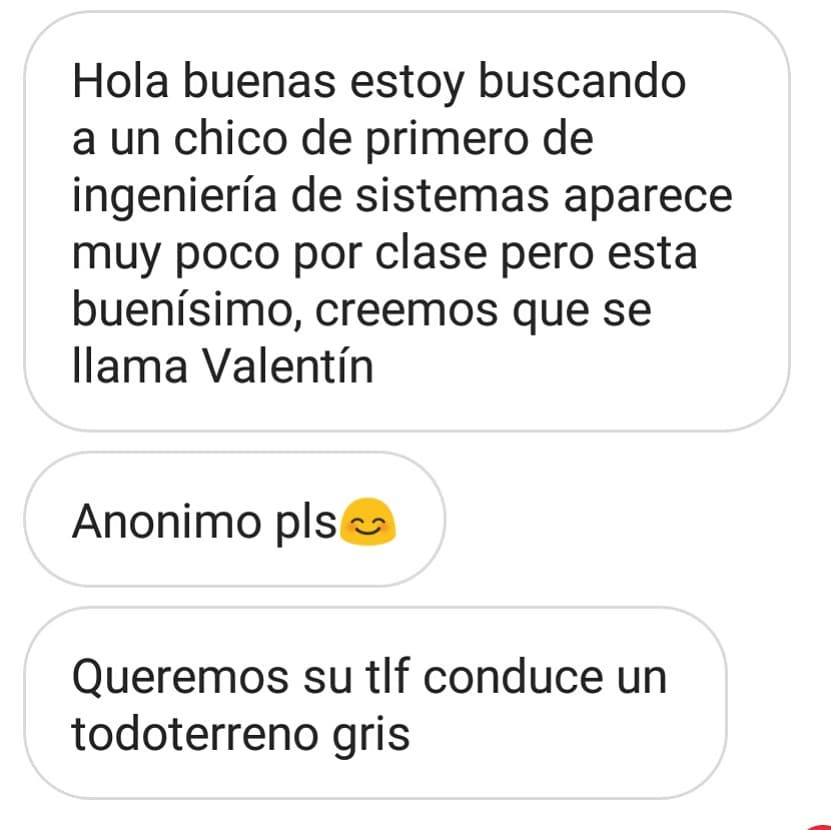 Hola buenas estoy buscando
a un chico de primero de
ingeniería de sistemas aparece
muy poco por clase pero esta
buenísimo, creemos que se
llama Valentín
Anonimo pls😊
Queremos su tlf conduce un
todoterreno gris